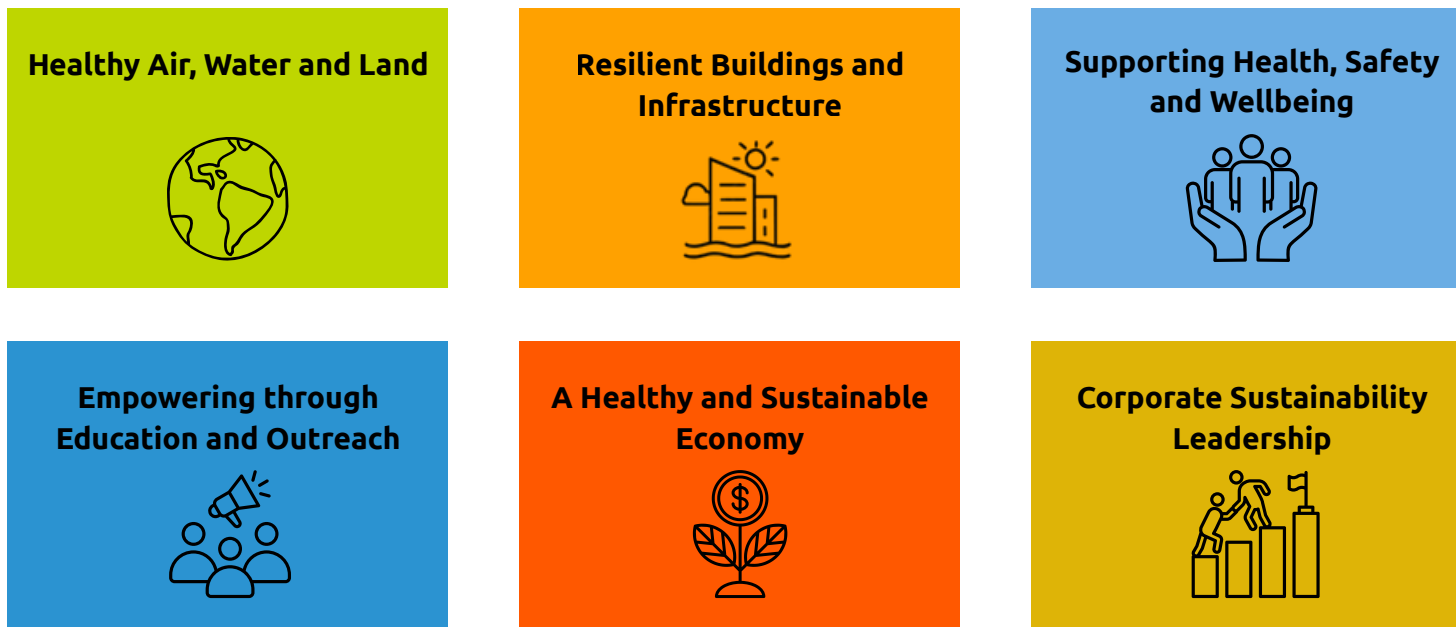 Healthy Air, Water and Land
Resilient Buildings and
Infrastructure
Supporting Health, Safety
and Wellbeing
Empowering through
Education and Outreach
A Healthy and Sustainable
Economy
$
Corporate Sustainability
Leadership